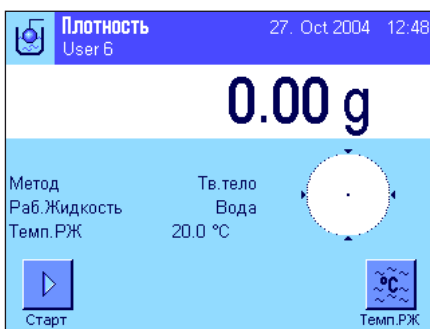 Плотность 27. Oct 2004 12:48
User 6
0.00 g
Метод Тв.тело
Раб.Жидкость Вода
Темп.РЖ 20.0 °C
°C
Старт Темп.РЖ